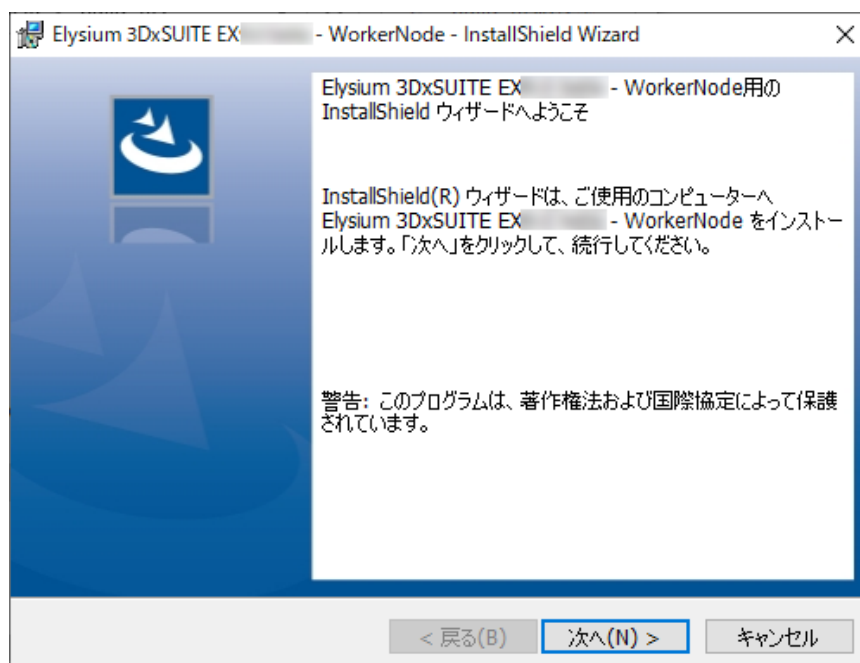 Elysium 3DxSUITE EX - WorkerNode - InstallShield Wizard
Elysium 3DxSUITE EX - WorkerNode用の
InstallShield ウィザードへようこそ
InstallShield(R) ウィザードは、ご使用のコンピューターへ
Elysium 3DxSUITE EX - WorkerNode をインストー
ルします。「次へ」をクリックして、続行してください。
警告: このプログラムは、著作権法および国際協定によって保護
されています。
< 戻る(B)
次へ(N) >
キャンセル